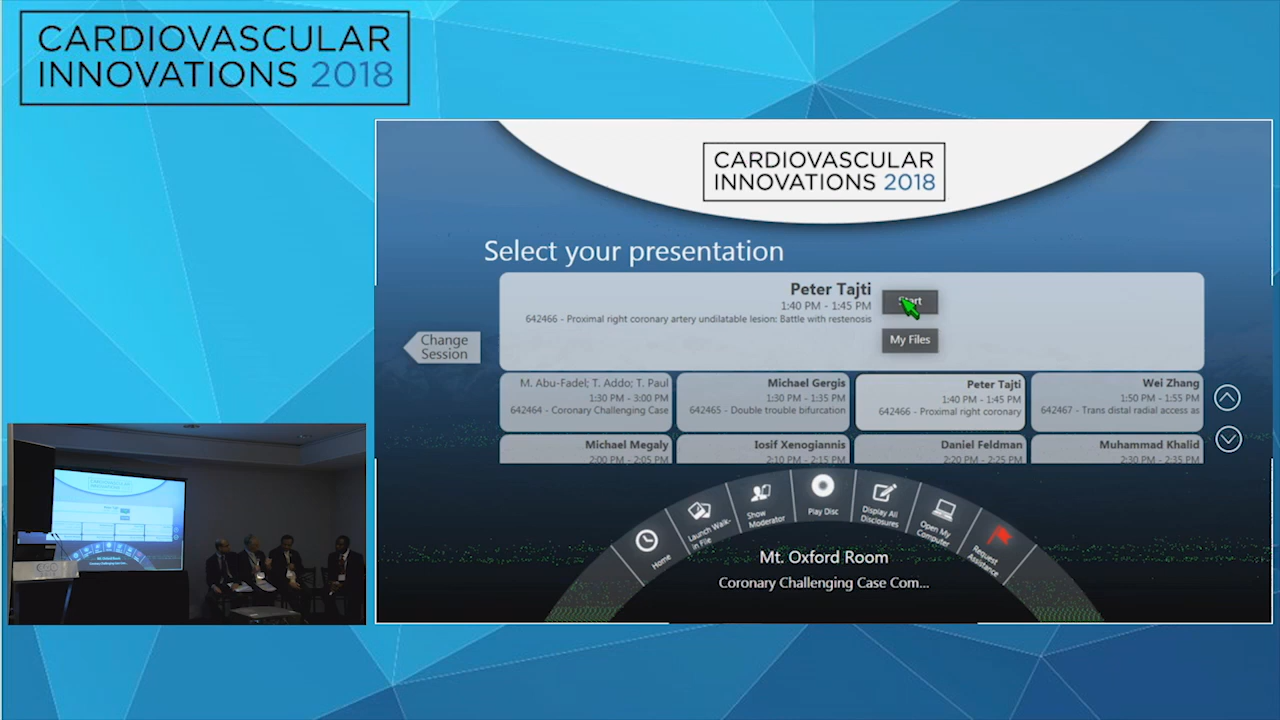 CARDIOVASCULAR
INNOVATIONS 2018
CARDIOVASCULAR
INNOVATIONS 2018
Select your presentation
Peter Tajti
1:40 PM - 1:45 PM
642466 - Proximal right coronary artery undilatable lesion: Battle with restenosis
Start
My Files
Change
Session
M. Abu-Fadel; T. Addo; T. Paul
1:30 PM - 3:00 PM
642464 - Coronary Challenging Case
Michael Gergis
1:30 PM - 1:35 PM
642465 - Double trouble bifurcation
Peter Tajti
1:40 PM - 1:45 PM
642466 - Proximal right coronary
Wei Zhang
1:50 PM - 1:55 PM
642467 - Trans distal radial access as
Michael Megaly
2:00 PM - 2:05 PM
Iosif Xenogiannis
2:10 PM - 2:15 PM
Daniel Feldman
2:20 PM - 2:25 PM
Muhammad Khalid
2:30 PM - 2:35 PM
Home
Launch Walk-
in File
Show
Moderator
Play Disc
Display All
Disclosures
Open My
Computer
Request
Assistance
Mt. Oxford Room
Coronary Challenging Case Com...